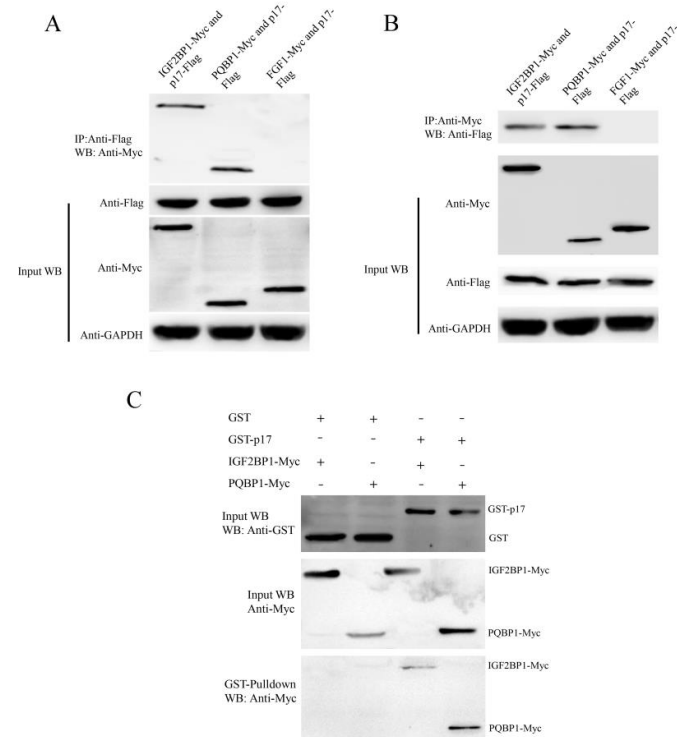 A
IGF2BP1-Myc and
p17-Flag
PQBP1-Myc and p17-
Flag
FGF1-Myc and p17-
Flag
IP:Anti-Flag
WB: Anti-Myc
Anti-Flag
Input WB
Anti-Myc
Anti-GAPDH
B
IGF2BP1-Myc and
p17-Flag
PQBP1-Myc and p17-
Flag
FGF1-Myc and p17-
Flag
IP:Anti-Myc
WB: Anti-Flag
Anti-Myc
Input WB
Anti-Flag
Anti-GAPDH
C
GST + + - -
GST-p17 - - + +
IGF2BP1-Myc + - + -
PQBP1-Myc - + - +
Input WB
WB: Anti-GST
GST-p17
GST
Input WB
Anti-Myc
IGF2BP1-Myc
PQBP1-Myc
GST-Pulldown
WB: Anti-Myc
IGF2BP1-Myc
PQBP1-Myc